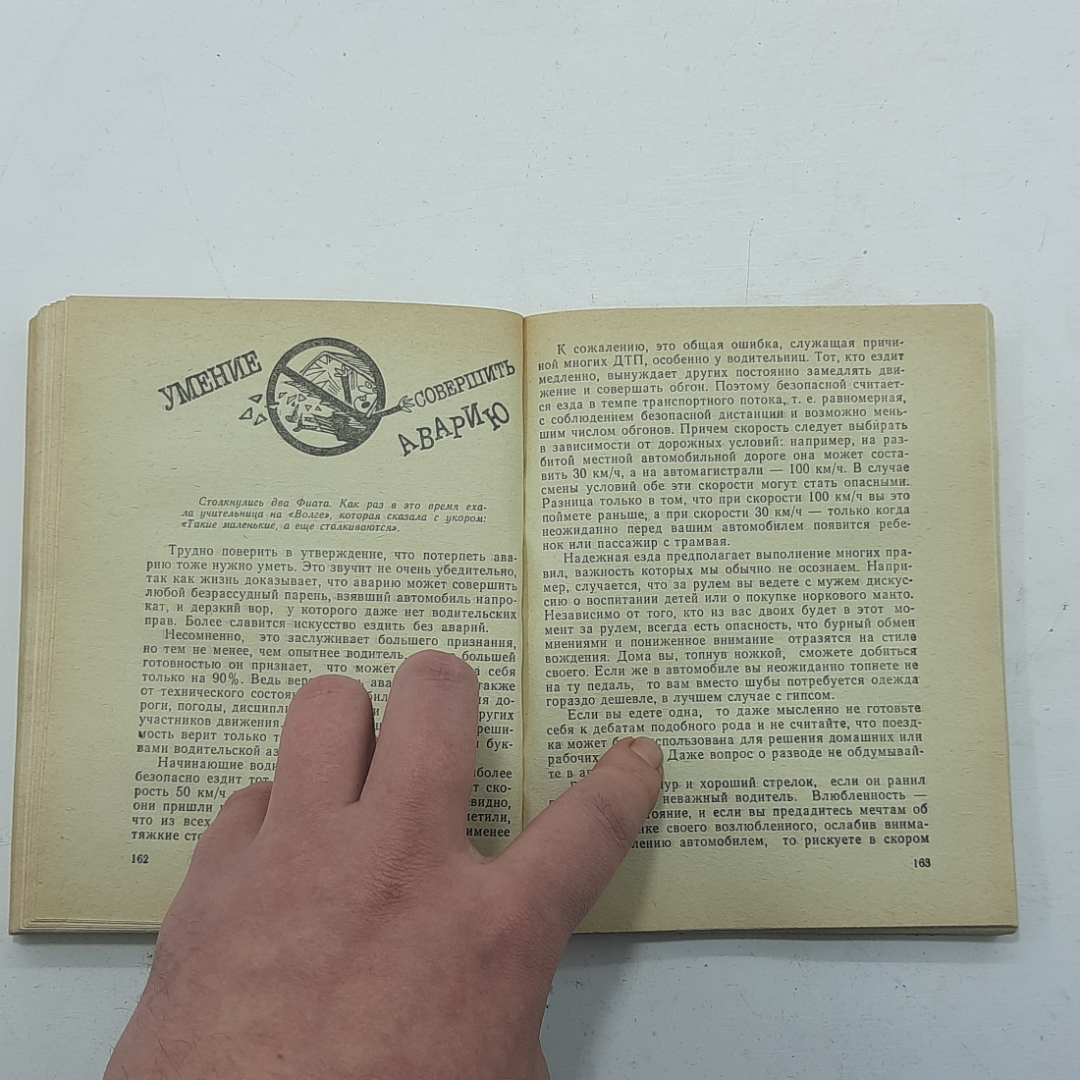 УМЕНИЕ
СОВЕРШИТЬ
АВАРИЮ
Столкнулись два Фиата. Как раз в это время еха-
ла учительница на «Волге», которая сказала с укором:
«Такие маленькие, а еще сталкиваются».
Трудно поверить в утверждение, что потерпеть ава-
рию тоже нужно уметь. Это звучит не очень убедительно,
так как жизнь доказывает, что аварию может совершить
любой безрассудный парень, взявший автомобиль напро-
кат, и дерзкий вор, у которого даже нет водительских
прав. Более славится искусство ездить без аварий.
Несомненно, это заслуживает большего признания,
но тем не менее, чем опытнее водитель, большей
готовностью он признает, что может себя
только на 90%. Ведь также
от технического до-
роги, погоды, других
участников движения.
мость верит только
вами водительской бук-
Начинающие
безопасно ездит тот ско-
рость 50 км/ч
они пришли
что из всех
тяжкие
162
К сожалению, это общая ошибка, служащая причи-
ной многих ДТП, особенно у водительниц. Тот, кто ездит
медленно, вынуждает других постоянно замедлять дви-
жение и совершать обгон. Поэтому безопасной считает-
ся езда в темпе транспортного потока, т. е. равномерная,
с соблюдением безопасной дистанции и возможно мень-
шим числом обгонов. Причем скорость следует выбирать
в зависимости от дорожных условий: например, на раз-
битой местной автомобильной дороге она может соста-
вить 30 км/ч, а на автомагистрали — 100 км/ч. В случае
смены условий обе эти скорости могут стать опасными.
Разница только в том, что при скорости 100 км/ч вы это
поймете раньше, а при скорости 30 км/ч — только когда
неожиданно перед вашим автомобилем появится ребе-
нок или пассажир с трамвая.
Надежная езда предполагает выполнение многих пра-
вил, важность которых мы обычно не осознаем. Напри-
мер, случается, что за рулем вы ведете с мужем дискус-
сию о воспитании детей или о покупке норкового манто.
Независимо от того, кто из вас двоих будет в этот мо-
мент за рулем, всегда есть опасность, что бурный обмен
мнениями и пониженное внимание отразятся на стиле
вождения. Дома вы, топнув ножкой, сможете добиться
своего. Если же в автомобиле вы неожиданно топнете не
на ту педаль, то вам вместо шубы потребуется одежда
гораздо дешевле, в лучшем случае с гипсом.
Если вы едете одна, то даже мысленно не готовьте
себя к дебатам подобного рода и не считайте, что поезд-
ка может использована для решения домашних или
рабочих Даже вопрос о разводе не обдумывай-
те в
и хороший стрелок, если он ранил
неважный водитель. Влюбленность —
и если вы предадитесь мечтам об
своего возлюбленного, ослабив внима-
автомобилем, то рискуете в скором
163